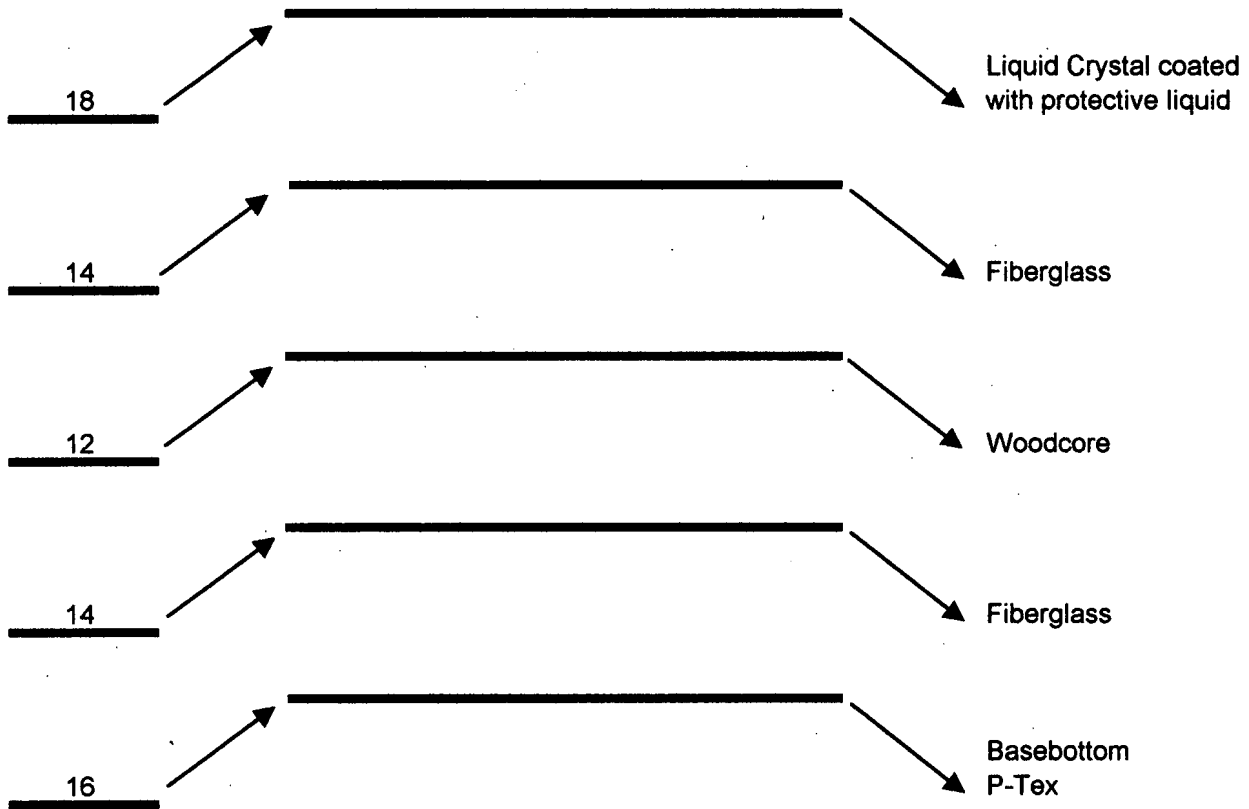 18
Liquid Crystal coated
with protective liquid
14
Fiberglass
12
Woodcore
14
Fiberglass
16
Basebottom
P-Tex